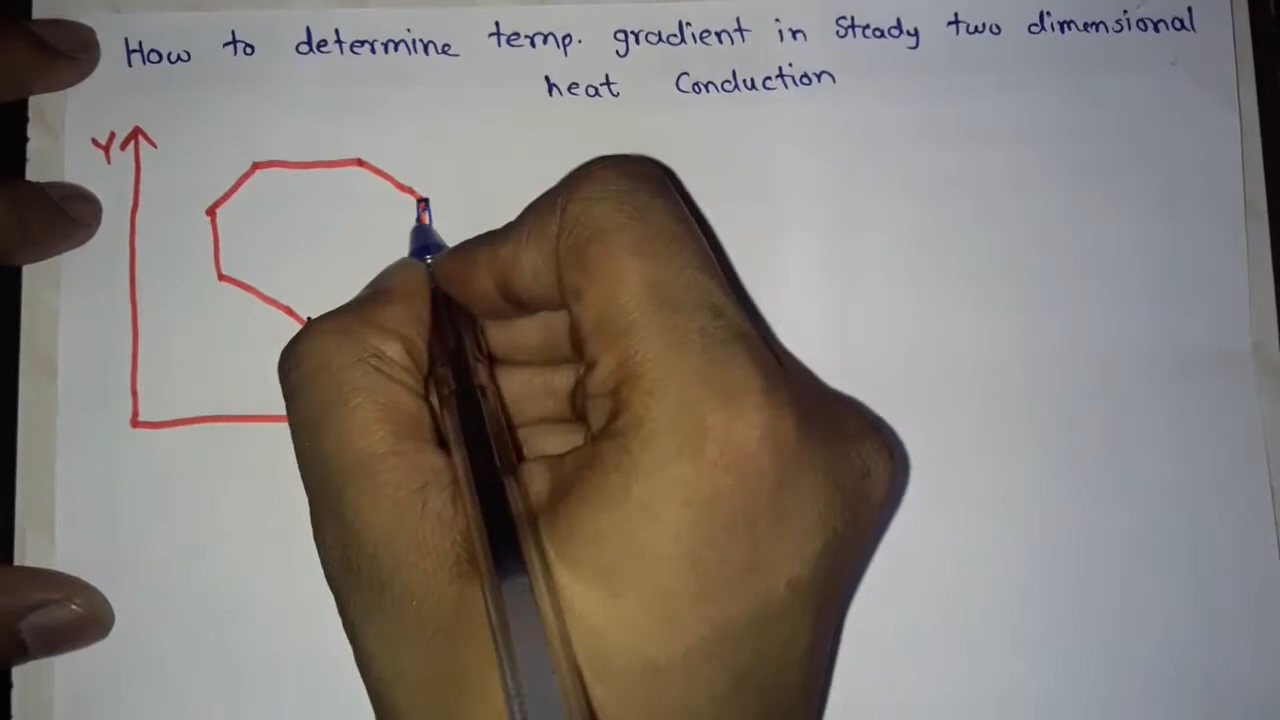 How to determine temp. gradient in Steady two dimensional
heat Conduction
Y